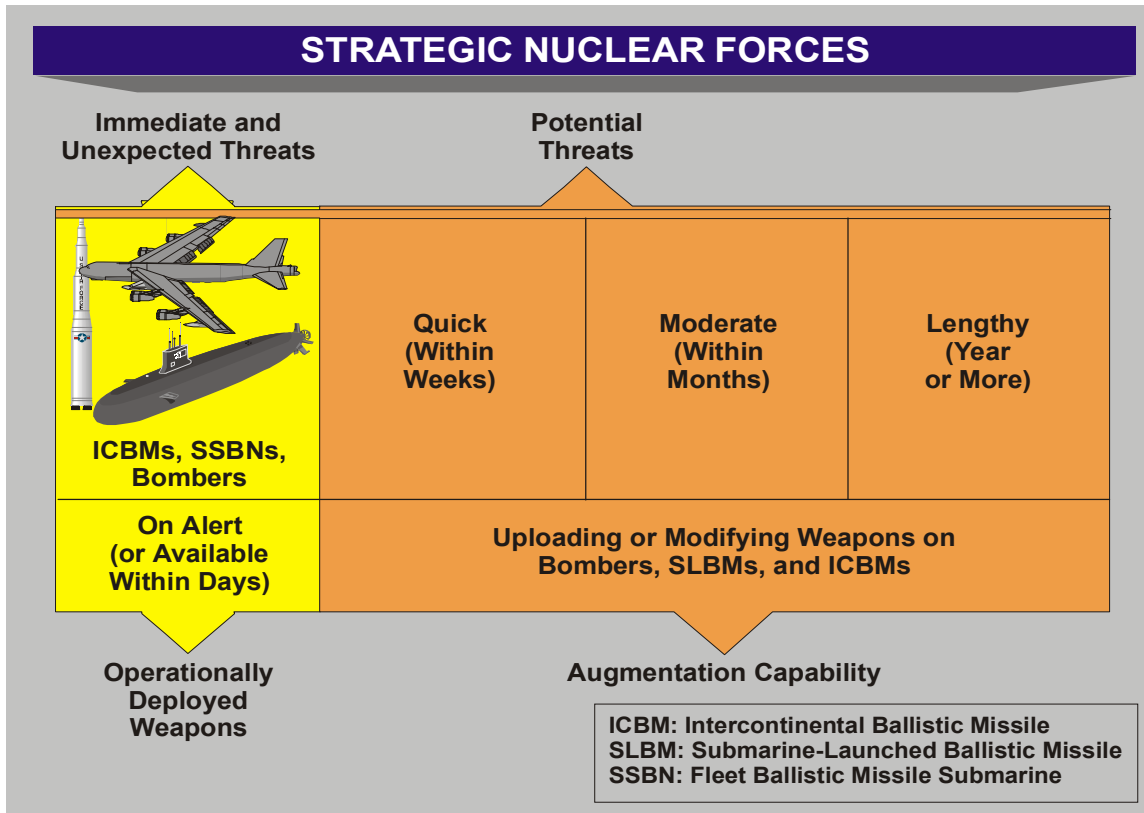 STRATEGIC NUCLEAR FORCES
Immediate and
Unexpected Threats
Potential
Threats
ICBMs, SSBNs,
Bombers
Quick
(Within
Weeks)
Moderate
(Within
Months)
Lengthy
(Year
or More)
On Alert
(or Available
Within Days)
Uploading or Modifying Weapons on
Bombers, SLBMs, and ICBMs
Operationally
Deployed
Weapons
Augmentation Capability
ICBM: Intercontinental Ballistic Missile
SLBM: Submarine-Launched Ballistic Missile
SSBN: Fleet Ballistic Missile Submarine